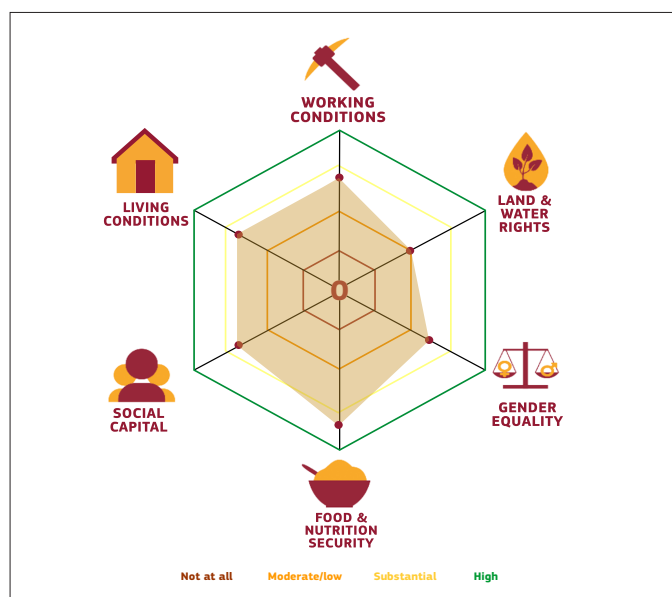 WORKING
CONDITIONS
LIVING
CONDITIONS
LAND &
WATER
RIGHTS
0
SOCIAL
CAPITAL
GENDER
EQUALITY
FOOD &
NUTRITION
SECURITY
Not at all Moderate/low Substantial High